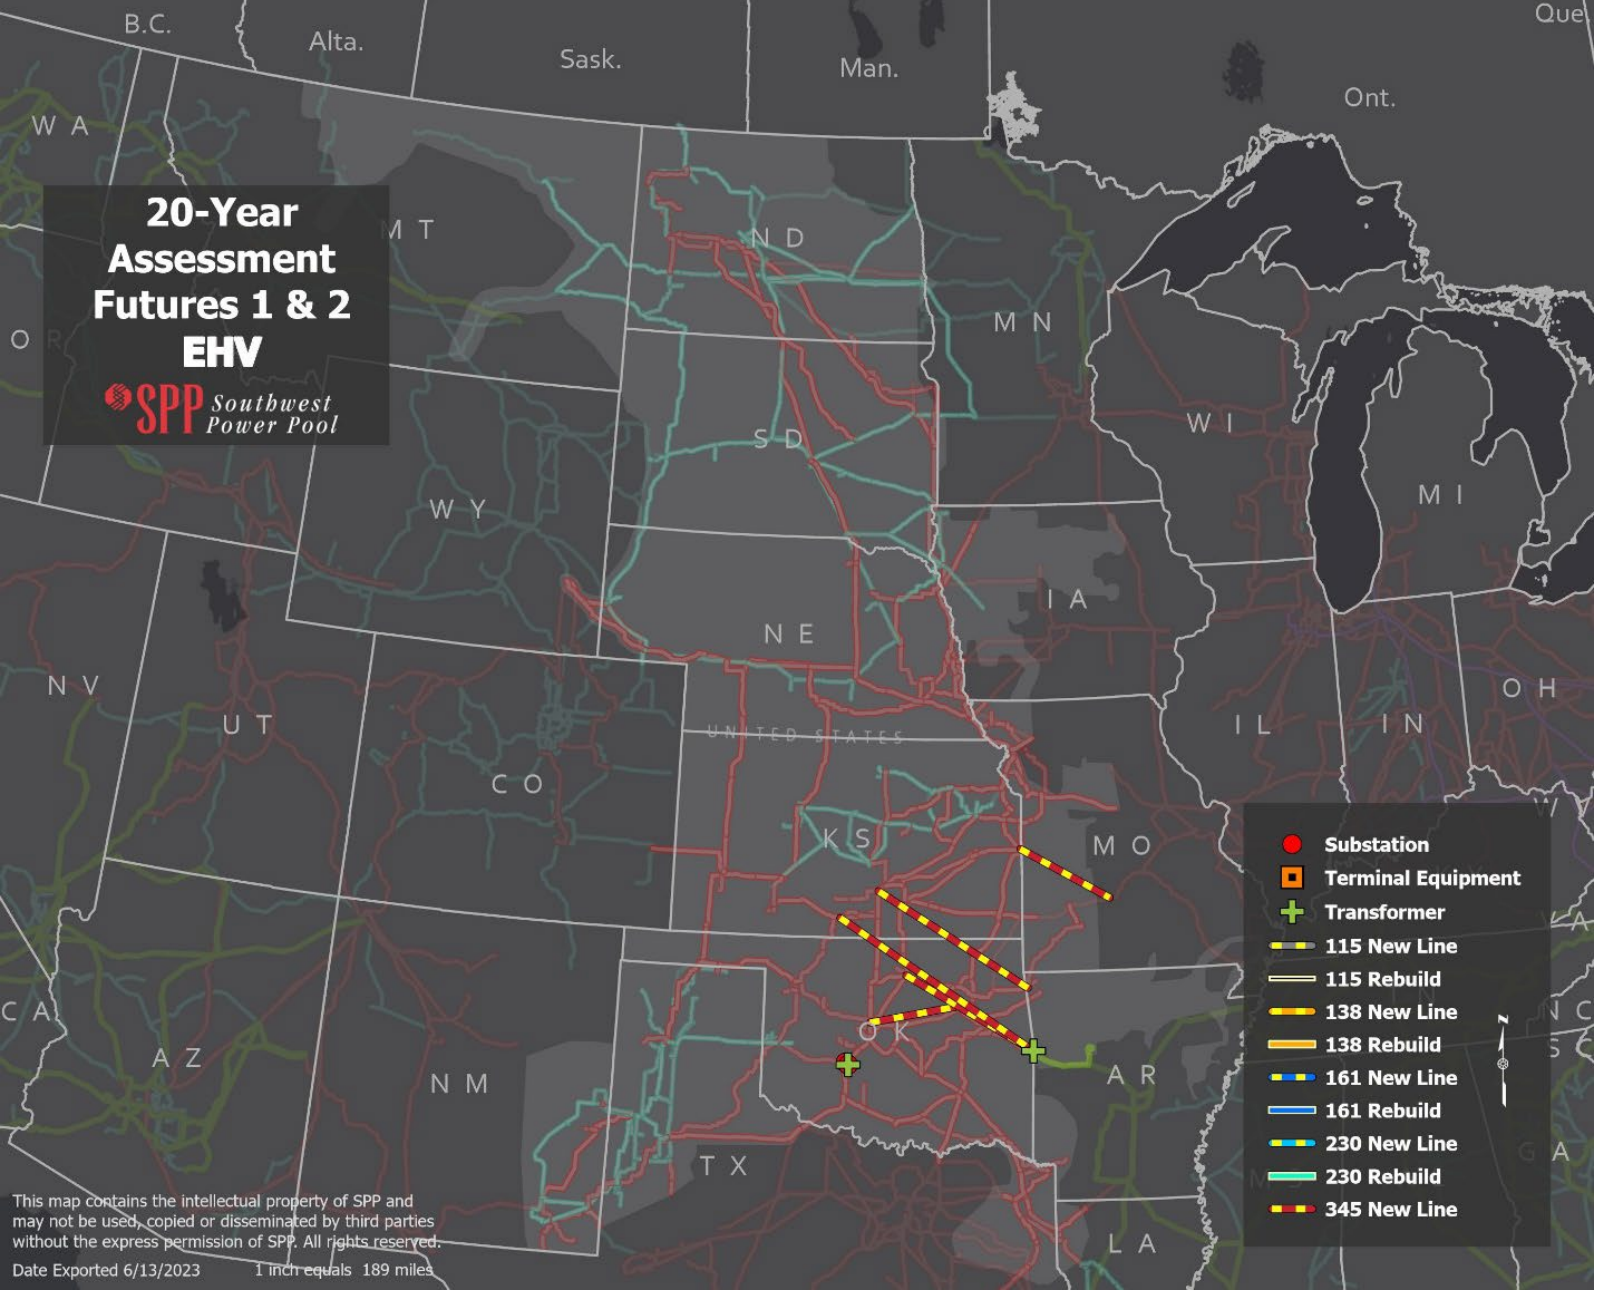 B.C.
Alta.
Sask.
Man.
Ont.
Que
W A
M T
N D
M N
O R
20-Year
Assessment
Futures 1 & 2
EHV
SPP Southwest
Power Pool
S D
W I
M I
W Y
I A
N E
N V
U T
UNITED STATES
I L
I N
O H
C O
K S
M O
W V
Substation
Terminal Equipment
Transformer
115 New Line
115 Rebuild
138 New Line
138 Rebuild
161 New Line
161 Rebuild
230 New Line
230 Rebuild
345 New Line
N
V A
N C
S C
C A
A Z
N M
O K
A R
G A
T X
L A
This map contains the intellectual property of SPP and
may not be used, copied or disseminated by third parties
without the express permission of SPP. All rights reserved.
Date Exported 6/13/2023 1 inch equals 189 miles